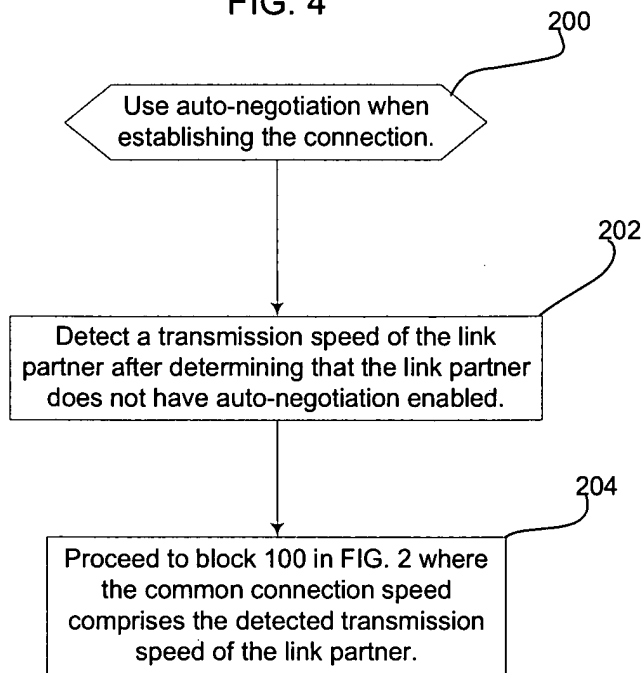 FIG. 4
200
Use auto-negotiation when
establishing the connection.
202
Detect a transmission speed of the link
partner after determining that the link partner
does not have auto-negotiation enabled.
204
Proceed to block 100 in FIG. 2 where
the common connection speed
comprises the detected transmission
speed of the link partner.